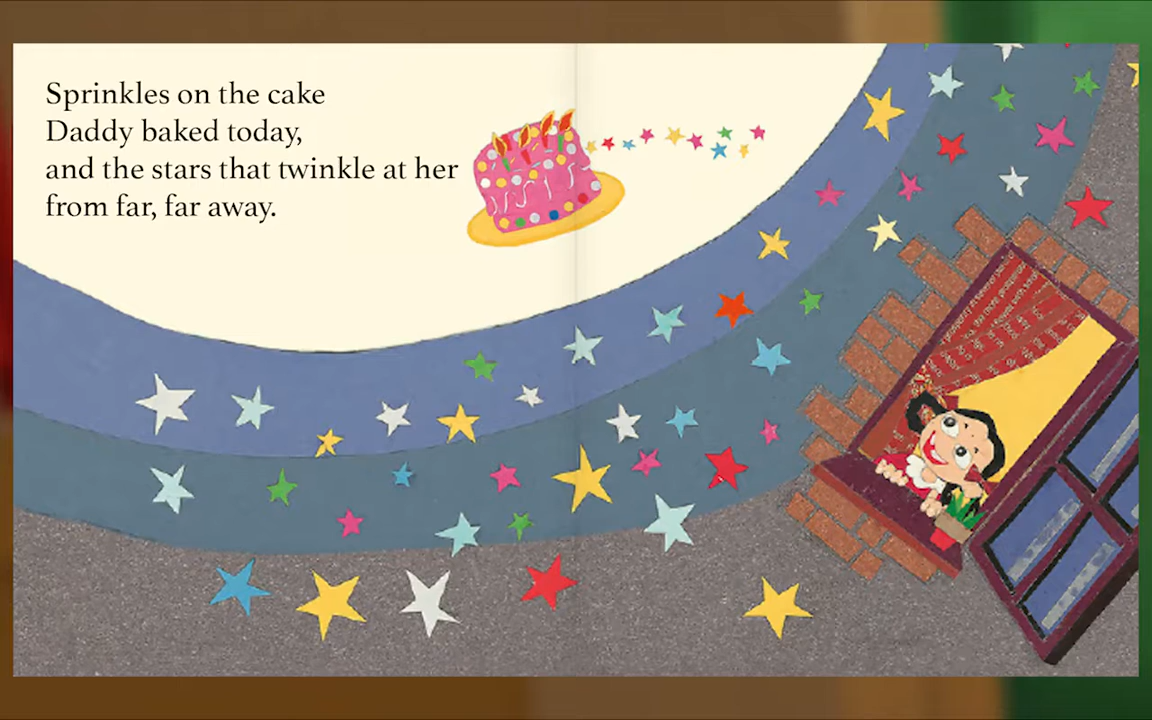 Sprinkles on the cake
Daddy baked today,
and the stars that twinkle at her
from far, far away.